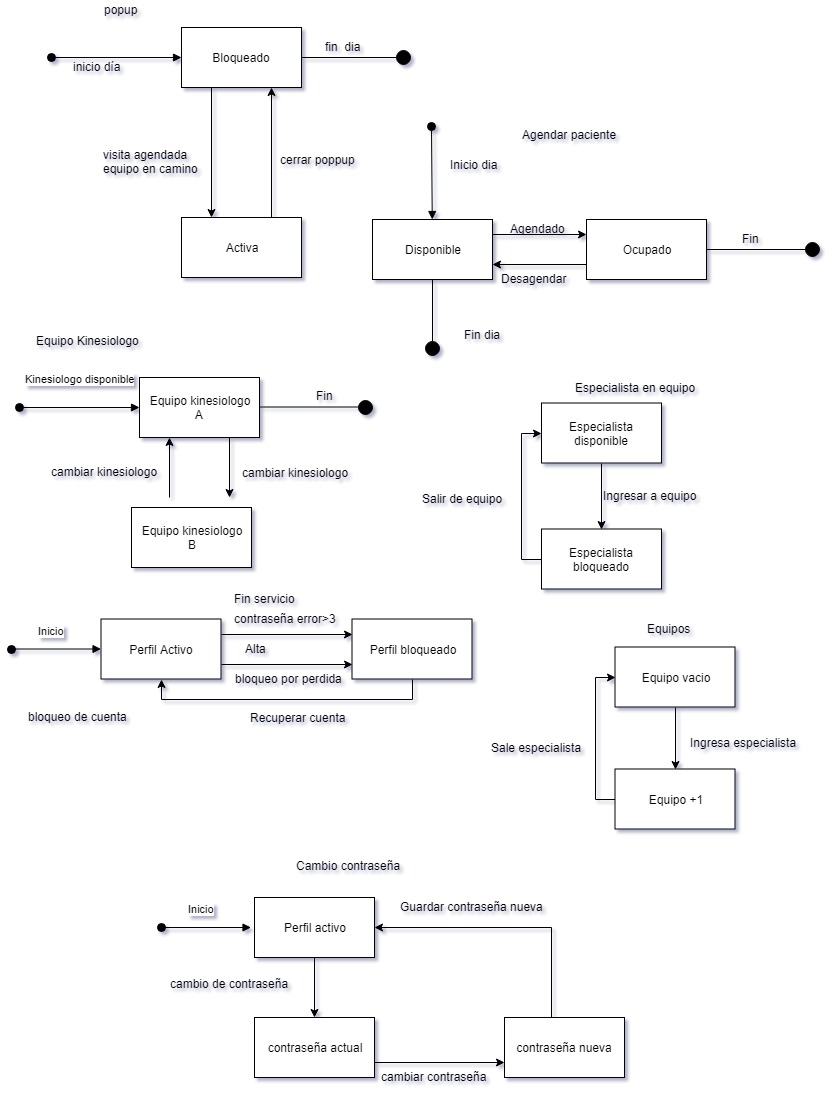 popup
Bloqueado
fin  dia
inicio día
visita agendada
equipo en camino
cerrar poppup
Activa
Agendar paciente
Inicio dia
Disponible
Agendado
Ocupado
Fin
Desagendar
Fin dia
Equipo Kinesiologo
Kinesiologo disponible
Equipo kinesiologo
A
Fin
cambiar kinesiologo
cambiar kinesiologo
Equipo kinesiologo
B
Especialista en equipo
Especialista
disponible
Salir de equipo
Ingresar a equipo
Especialista
bloqueado
Fin servicio
contraseña error>3
Inicio
Perfil Activo
Alta
Perfil bloqueado
bloqueo por perdida
bloqueo de cuenta
Recuperar cuenta
Equipos
Equipo vacio
Sale especialista
Ingresa especialista
Equipo +1
Cambio contraseña
Inicio
Perfil activo
Guardar contraseña nueva
cambio de contraseña
contraseña actual
contraseña nueva
cambiar contraseña